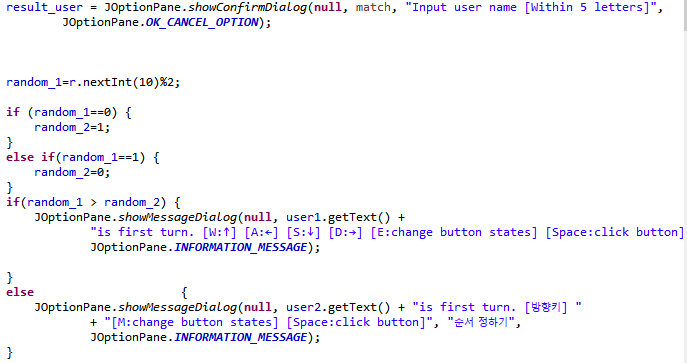 result_user = JOptionPane.showConfirmDialog(null, match, "Input user name [Within 5 letters]",
JOptionPane.OK_CANCEL_OPTION);
random_1=r.nextInt(10)%2;
if (random_1==0) {
random_2=1;
}
else if(random_1==1) {
random_2=0;
}
if(random_1 > random_2) {
JOptionPane.showMessageDialog(null, user1.getText() +
"is first turn. [W:↑] [A:←] [S:↓] [D:→] [E:change button states] [Space:click button]
JOptionPane.INFORMATION_MESSAGE);
}
else {
JOptionPane.showMessageDialog(null, user2.getText() + "is first turn. [방향키] "
+ "[M:change button states] [Space:click button]", "순서 정하기",
JOptionPane.INFORMATION_MESSAGE);
}